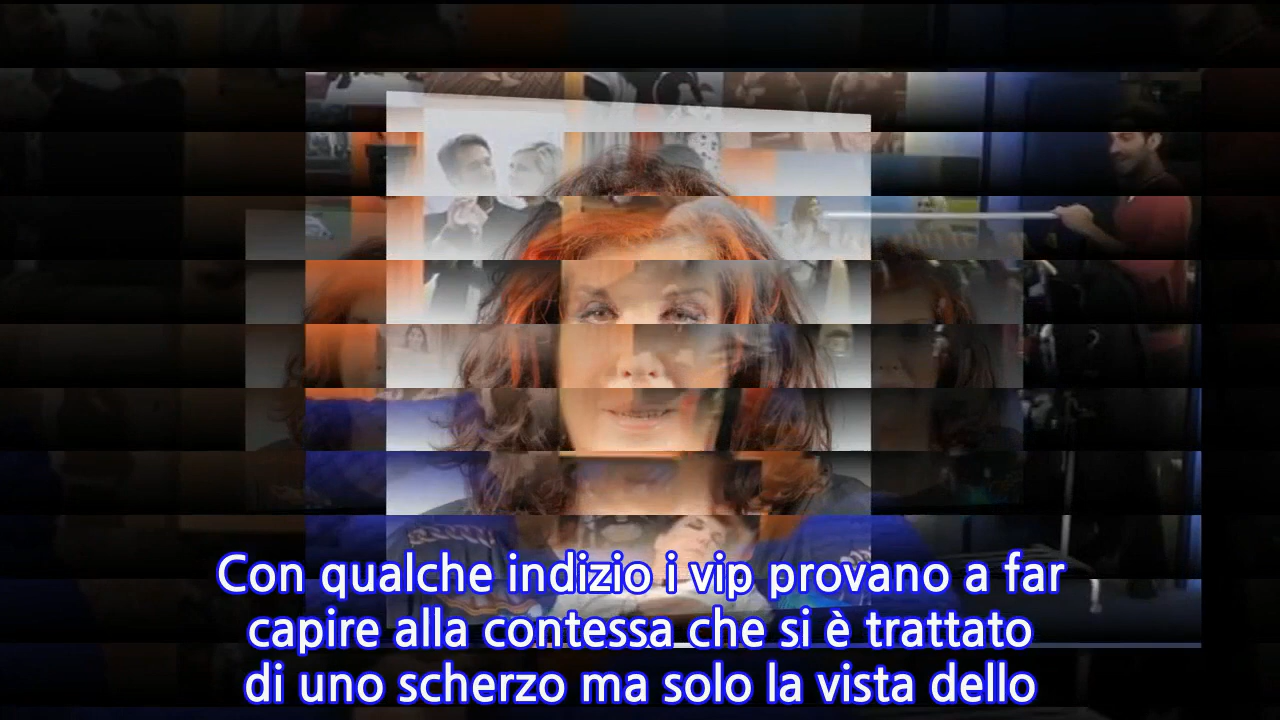 Con qualche indizio i vip provano a far
capire alla contessa che si è trattato
di uno scherzo ma solo la vista dello